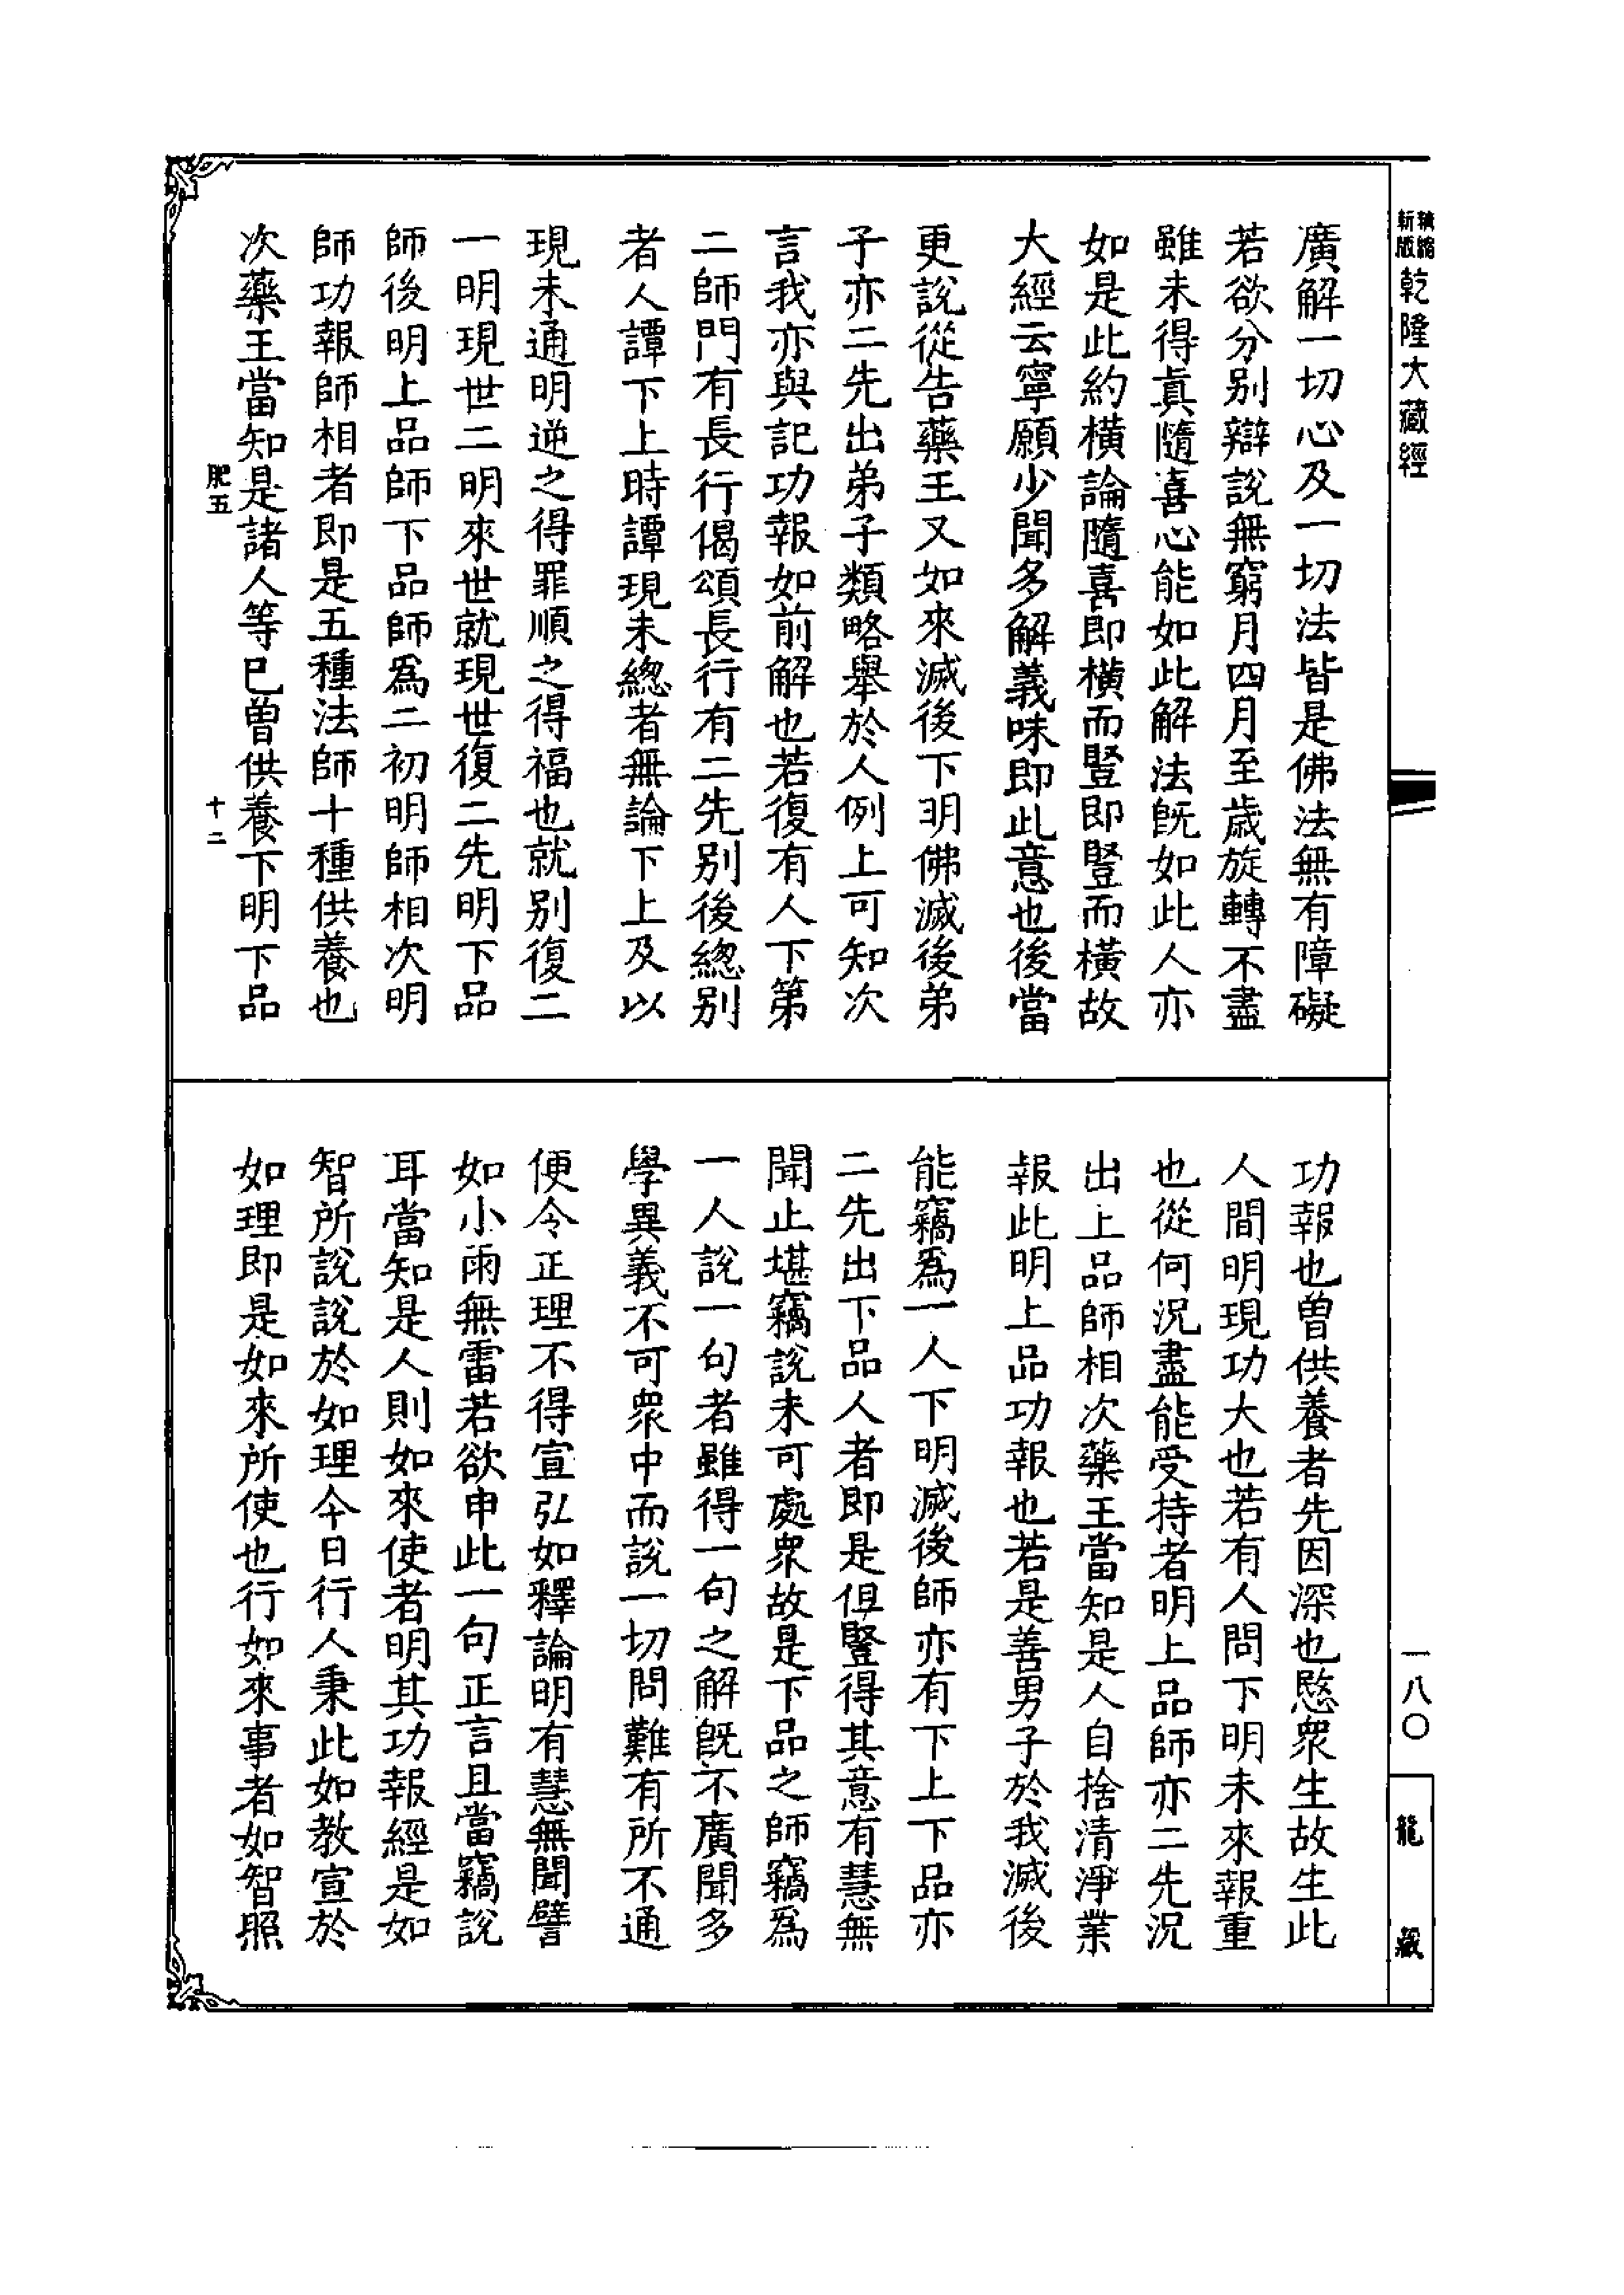 精縮新版乾隆大藏經
廣解一切心及一切法皆是佛法無有障礙
若欲分别辯說無窮月四月至歲旋轉不盡
雖未得眞隨喜心能如此解法旣如此人亦
如是此約橫論隨喜即橫而豎即豎而橫故
大經云寧願少聞多解義味即此意也後當
更說從告藥王又如來滅後下明佛滅後弟
子亦二先出弟子類略舉於人例上可知次
言我亦與記功報如前解也若復有人下第
二師門有長行偈頌長行有二先别後緫别
者人譚下上時譚現未緫者無論下上及以
現未通明逆之得罪順之得福也就别復二
一明現世二明來世就現世復二先明下品
師後明上品師下品師爲二初明師相次明
師功報師相者即是五種法師十種供養也
次藥王當知是諸人等已曾供養下明下品
肥五 十二
功報也曾供養者先因深也愍衆生故生此
人間明現功大也若有人問下明未來報重
也從何況盡能受持者明上品師亦二先況
出上品師相次藥王當知是人自捨清淨業
報此明上品功報也若是善男子於我滅後
能竊爲一人下明滅後師亦有下上下品亦
二先出下品人者即是但豎得其意有慧無
聞止堪竊說未可處衆故是下品之師竊爲
一人說一句者雖得一句之解旣不廣聞多
學異義不可衆中而說一切問難有所不通
便令正理不得宣弘如釋論明有慧無聞譬
如小雨無雷若欲申此一句正言且當竊說
耳當知是人則如來使者明其功報經是如
智所說說於如理今日行人秉此如教宣於
如理即是如來所使也行如來事者如智照
一八〇
龍藏